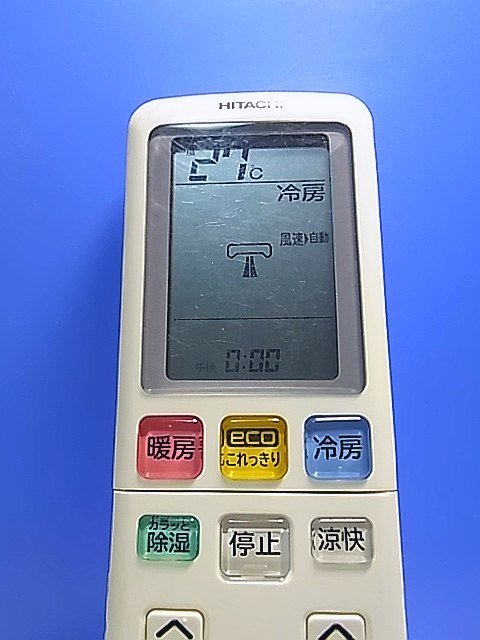 HITACHI
27℃
冷房
風速 自動
午後 0:00
暖房
eco
これっきり
冷房
カラッと
除湿
停止
涼快